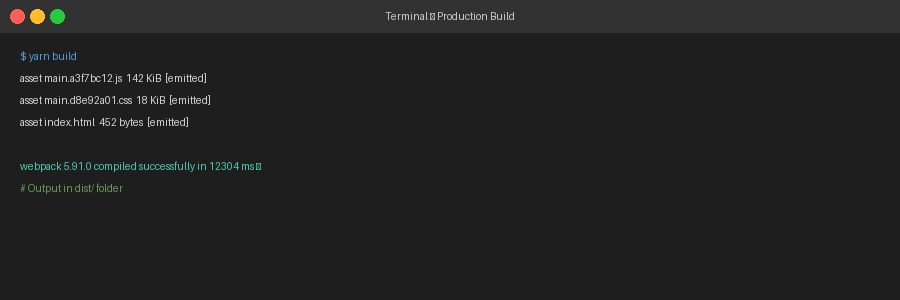 Terminal Production Build
$ yarn build
asset main.a3f7bc12.js 142 KiB [emitted]
asset main.d8e92a01.css 18 KiB [emitted]
asset index.html 452 bytes [emitted]
webpack 5.91.0 compiled successfully in 12304 ms
# Output in dist/ folder